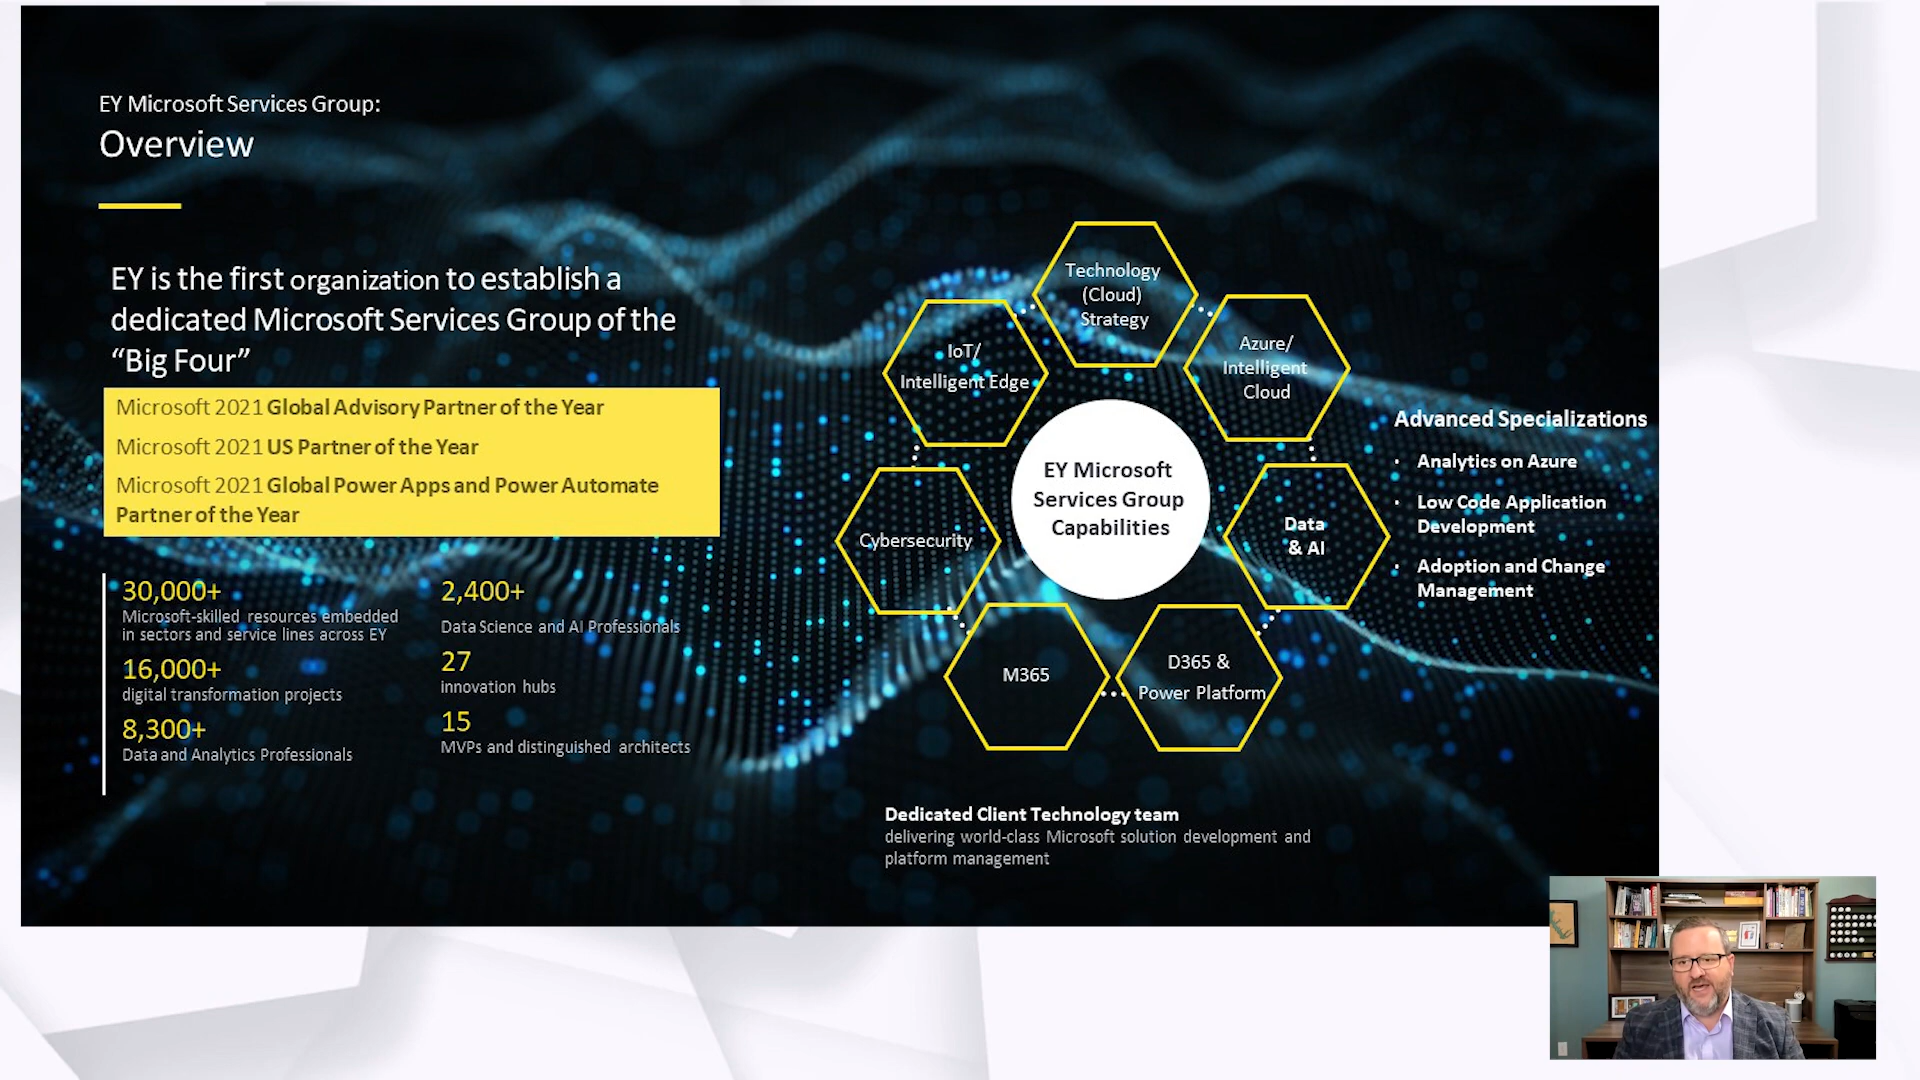 EY Microsoft Services Group:
Overview
EY is the first organization to establish a
dedicated Microsoft Services Group of the
“Big Four”
Microsoft 2021 Global Advisory Partner of the Year
Microsoft 2021 US Partner of the Year
Microsoft 2021 Global Power Apps and Power Automate
Partner of the Year
30,000+
Microsoft-skilled resources embedded
in sectors and service lines across EY
16,000+
digital transformation projects
8,300+
Data and Analytics Professionals
2,400+
Data Science and AI Professionals
27
innovation hubs
15
MVPs and distinguished architects
Technology
(Cloud)
Strategy
IoT/
Intelligent Edge
Azure/
Intelligent
Cloud
EY Microsoft
Services Group
Capabilities
Cybersecurity
Data
& AI
M365
D365 &
Power Platform
Advanced Specializations
• Analytics on Azure
• Low Code Application
Development
• Adoption and Change
Management
Dedicated Client Technology team
delivering world-class Microsoft solution development and
platform management